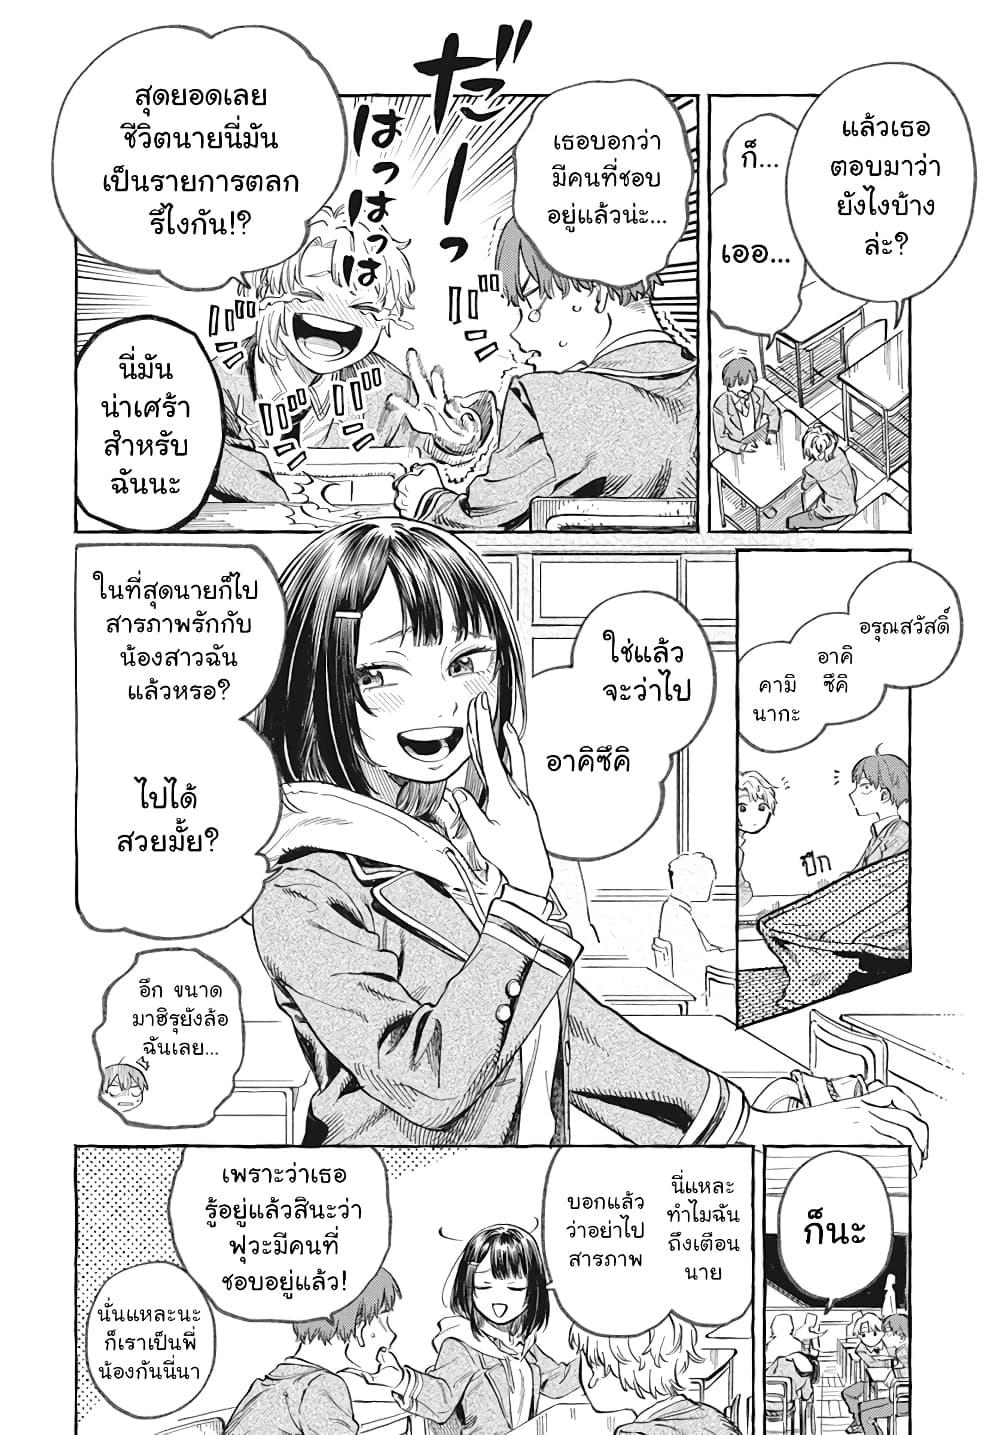 แล้วเธอ
ตอบมาว่า
ยังไงบ้าง
ล่ะ?
ก็...
เออ...
เธอบอกว่า
มีคนที่ชอบ
อยู่แล้วน่ะ...
だーっ
はっはっはっは
สุดยอดเลย
ชีวิตนายนี่มัน
เป็นรายการตลก
รึไงกัน!?
นี่มัน
น่าเศร้า
สำหรับ
ฉันนะ
อรุณสวัสดิ์
อาคิ
ซึคิ
คามิ
นากะ
ปึก
ใช่แล้ว
จะว่าไป
อาคิซึคิ
ในที่สุดนายก็ไป
สารภาพรักกับ
น้องสาวฉัน
แล้วหรอ?
ไปได้
สวยมั้ย?
อึก ขนาด
มาฮิรุยังล้อ
ฉันเลย...
ก็นะ
นี่แหละ
ทำไมฉัน
ถึงเตือน
นาย
บอกแล้ว
ว่าอย่าไป
สารภาพ
เพราะว่าเธอ
รู้อยู่แล้วสินะว่า
ฟุวะมีคนที่
ชอบอยู่แล้ว!
นั่นแหละนะ
ก็เราเป็นพี่
น้องกันนี่นา